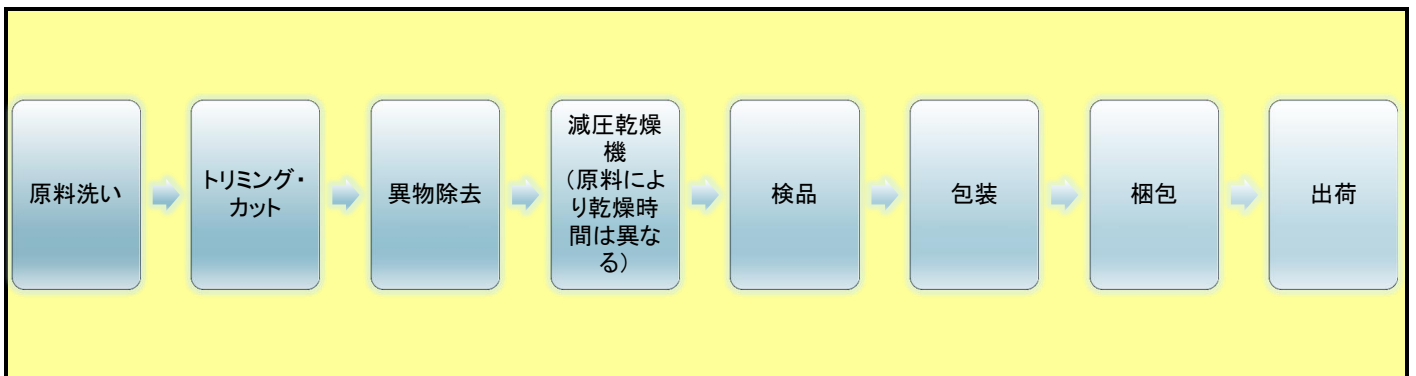 原料洗い
トリミング・
カット
異物除去
減圧乾燥
機
（原料によ
り乾燥時
間は異な
る）
検品
包装
梱包
出荷